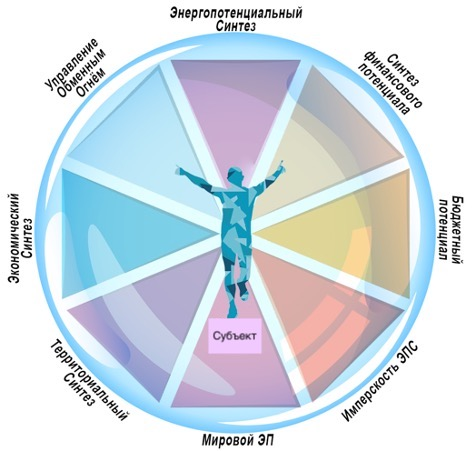 Энергопотенциальный
Синтез
Синтез
финансового
потенциала
Бюджетный
потенциал
Имперскость ЭПС
Мировой ЭП
Территориальный
Синтез
Экономический
Синтез
Управление
Обменным
Огнём
Субъект